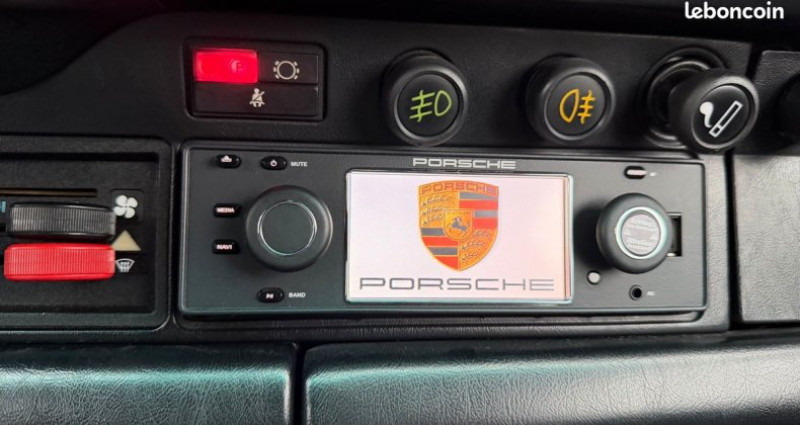 leboncoin
MUTE
PORSCHE
MEDIA
NAVI
BAND
PORSCHE
PORSCHE